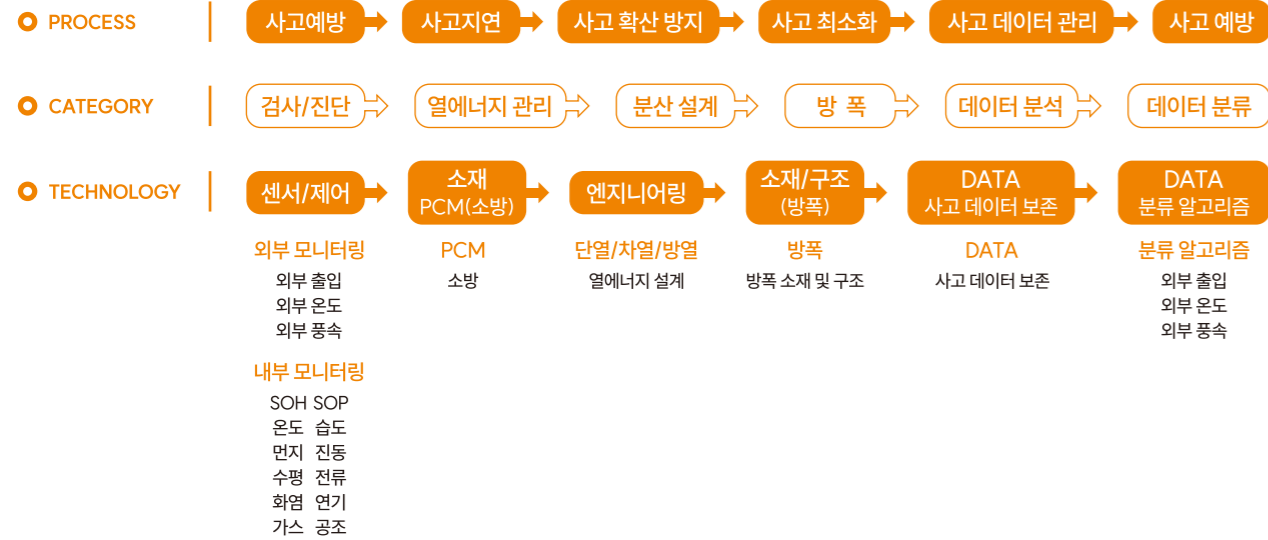 PROCESS
사고예방
사고지연
사고 확산 방지
사고 최소화
사고 데이터 관리
사고 예방
CATEGORY
검사/진단
열에너지 관리
분산 설계
방 폭
데이터 분석
데이터 분류
TECHNOLOGY
센서/제어
소재
PCM(소방)
엔지니어링
소재/구조
(방폭)
DATA
사고 데이터 보존
DATA
분류 알고리즘
외부 모니터링
외부 출입
외부 온도
외부 풍속
내부 모니터링
SOH SOP
온도 습도
먼지 진동
수평 전류
화염 연기
가스 공조
PCM
소방
단열/차열/방열
열에너지 설계
방폭
방폭 소재 및 구조
DATA
사고 데이터 보존
분류 알고리즘
외부 출입
외부 온도
외부 풍속